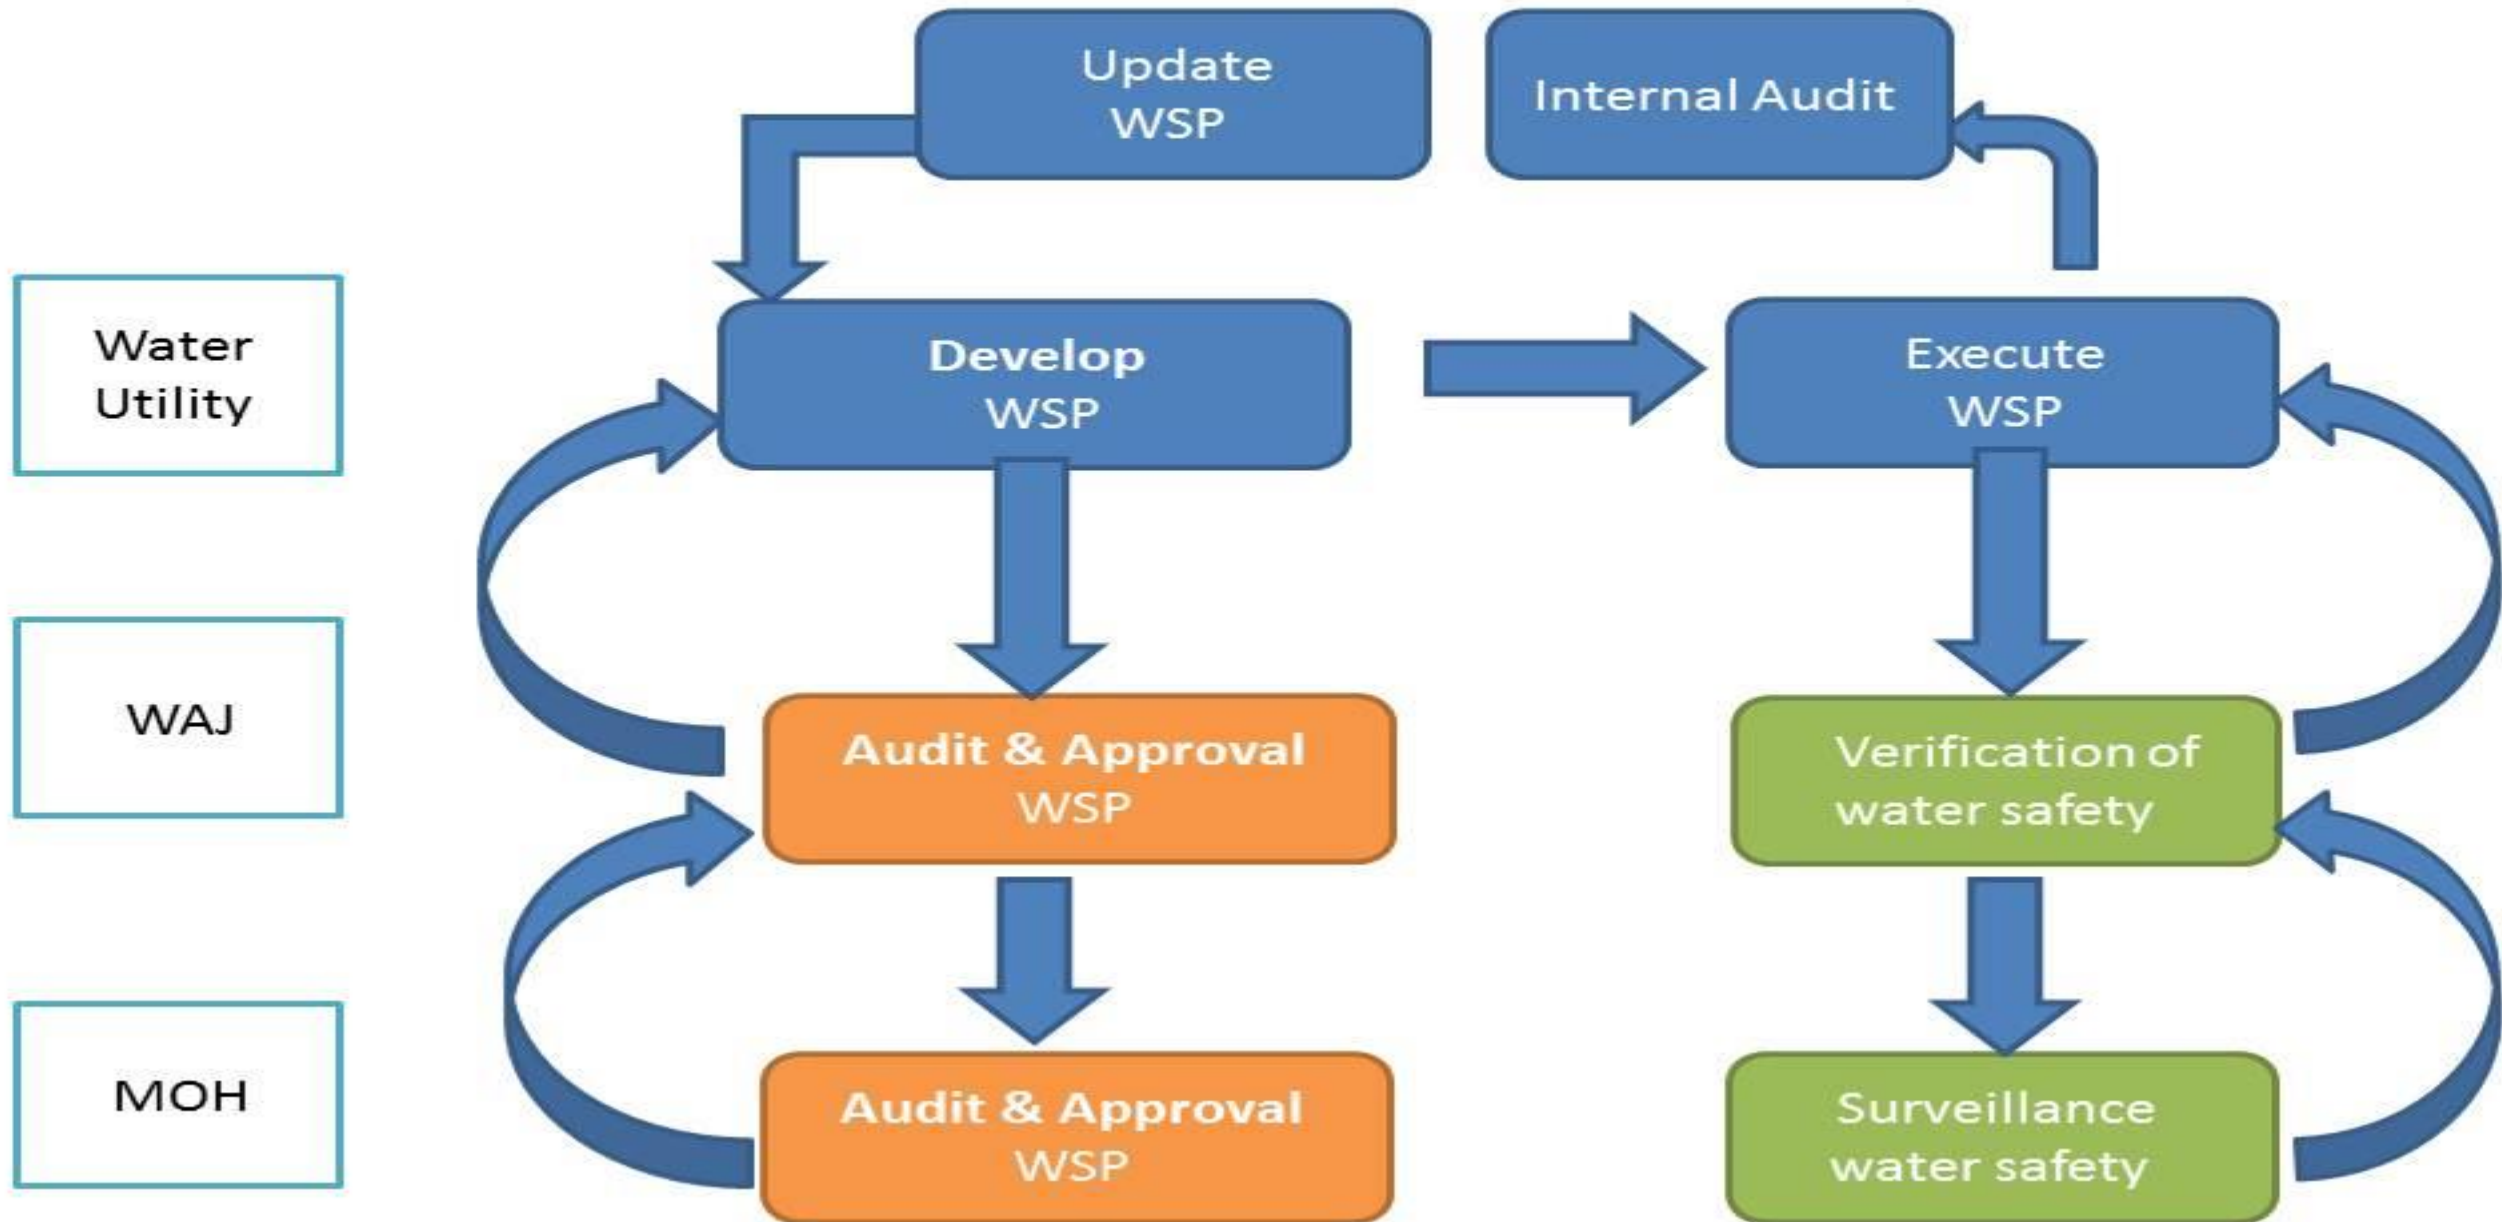 Update
WSP
Internal Audit
Water
Utility
Develop
WSP
Execute
WSP
WAJ
Audit & Approval
WSP
Verification of
water safety
MOH
Audit & Approval
WSP
Surveillance
water safety